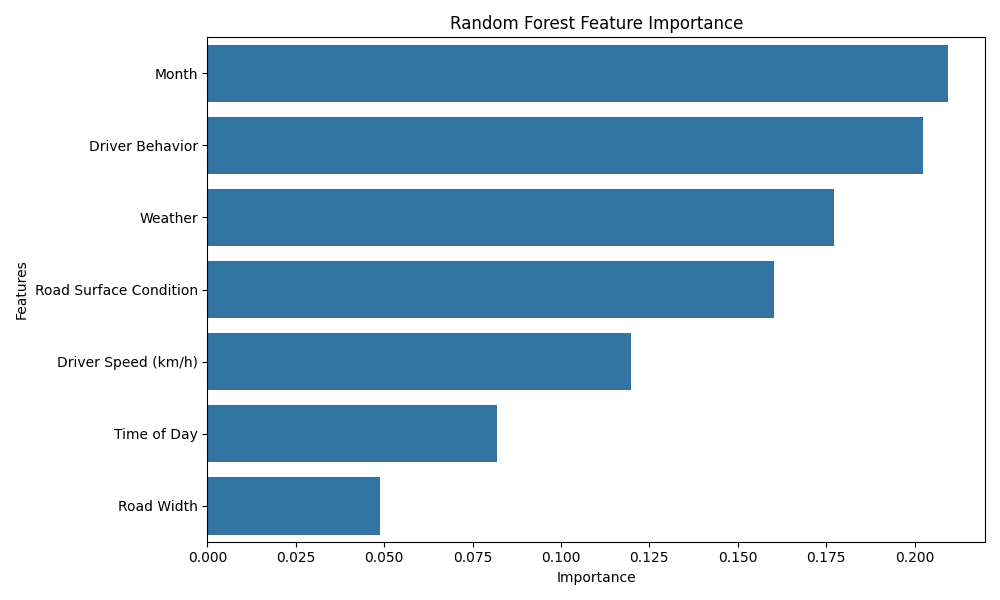 Random Forest Feature Importance
Month
Driver Behavior
Weather
Road Surface Condition
Driver Speed (km/h)
Time of Day
Road Width
Features
0.000 0.025 0.050 0.075 0.100 0.125 0.150 0.175 0.200
Importance